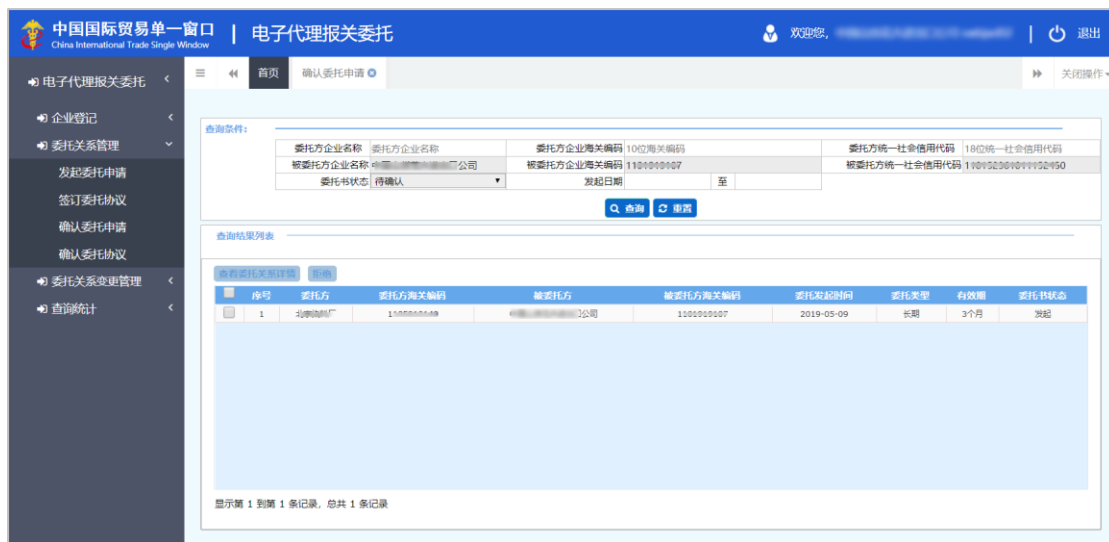 中国国际贸易单一窗口 | 电子代理报关委托 欢迎您, | 退出
China International Trade Single Window
电子代理报关委托 首页 确认委托申请 关闭操作
企业登记
委托关系管理
发起委托申请
签订委托协议
确认委托申请
确认委托协议
委托关系变更管理
查询统计
查询条件:
委托方企业名称 委托方企业名称 委托方企业海关编码 10位海关编码 委托方统一社会信用代码 18位统一社会信用代码
被委托方企业名称 公司 被委托方企业海关编码 被委托方统一社会信用代码
委托书状态 待确认 发起日期 至
查询 重置
查询结果列表
查看委托关系详情 拒绝
序号 委托方 委托方海关编码 被委托方 被委托方海关编码 委托发起时间 委托类型 有效期 委托书状态
1 公司 2019-05-09 长期 3个月 发起
显示第 1 到第 1 条记录, 总共 1 条记录